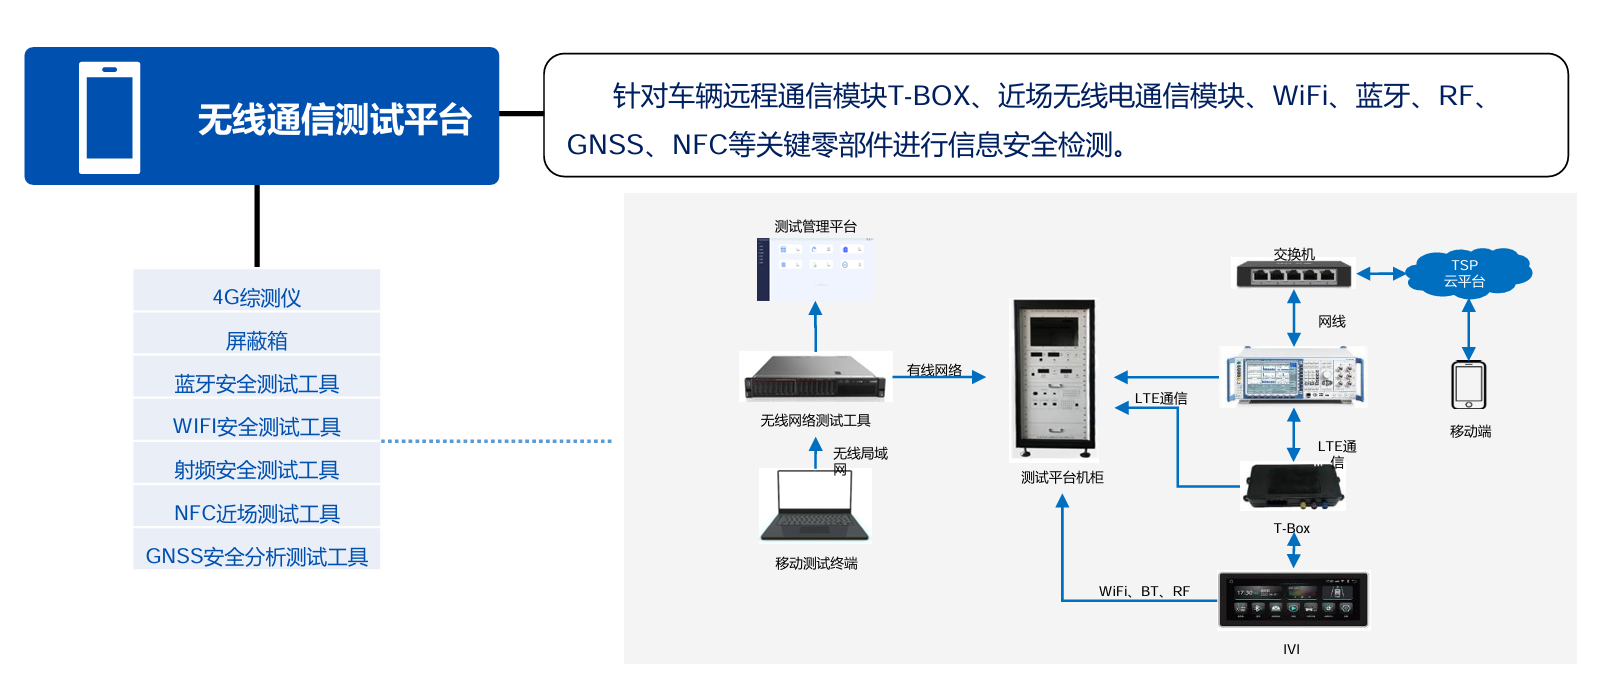 无线通信测试平台
针对车辆远程通信模块T-BOX、近场无线电通信模块、WiFi、蓝牙、RF、
GNSS、NFC等关键零部件进行信息安全检测。
4G综测仪
屏蔽箱
蓝牙安全测试工具
WIFI安全测试工具
射频安全测试工具
NFC近场测试工具
GNSS安全分析测试工具
测试管理平台
有线网络
无线网络测试工具
无线局域
网
移动测试终端
测试平台机柜
交换机
TSP
云平台
网线
LTE通信
移动端
LTE通
信
T-Box
WiFi、BT、RF
17:30
IVI